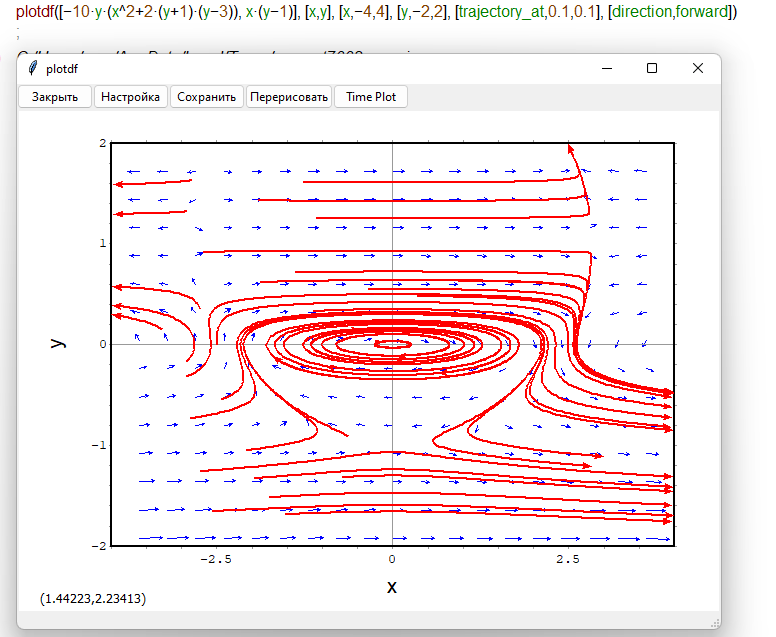 plotdf([−10·y·(x^2+2·(y+1)·(y−3)), x·(y−1)], [x,y], [x,−4,4], [y,−2,2], [trajectory_at,0.1,0.1], [direction,forward])
;
plotdf
Закрыть Настройка Сохранить Перерисовать Time Plot
2
1
y
0
−1
−2
−2.5 0 2.5
x
(1.44223,2.23413)